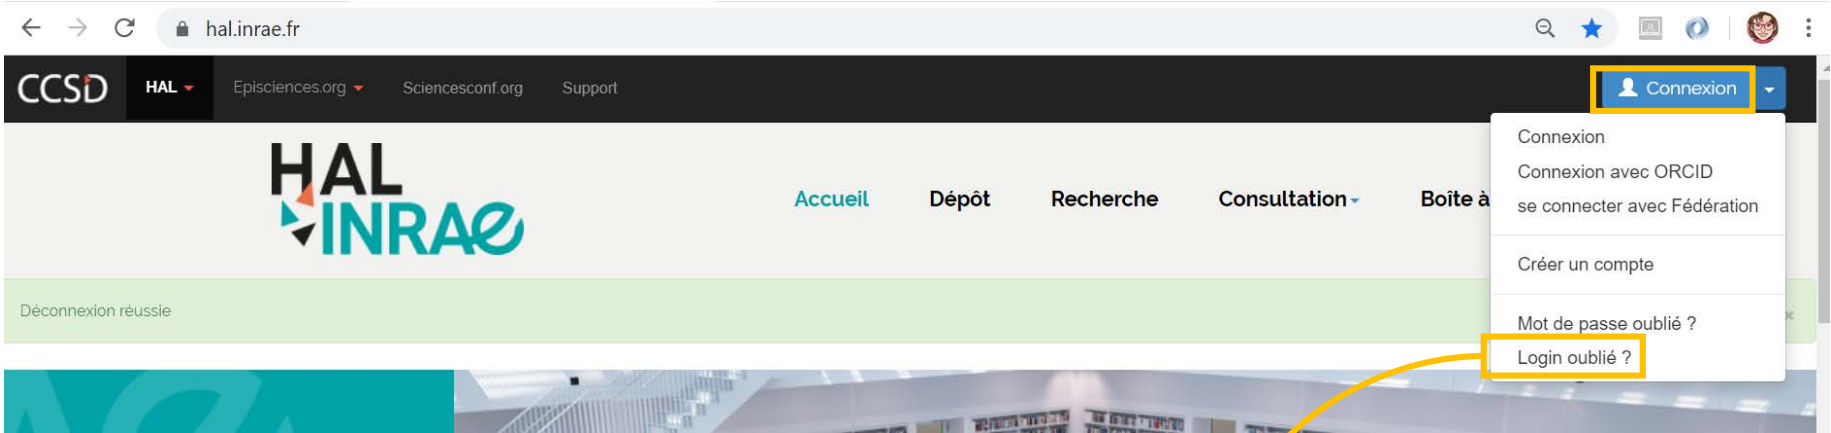 hal.inrae.fr
CCSD HAL Episciences.org Sciencesconf.org Support Connexion
Connexion
Connexion avec ORCID
se connecter avec Fédération
Créer un compte
Mot de passe oublié ?
Login oublié ?
HAL
INRAE
Accueil Dépôt Recherche Consultation Boîte à
Déconnexion réussie